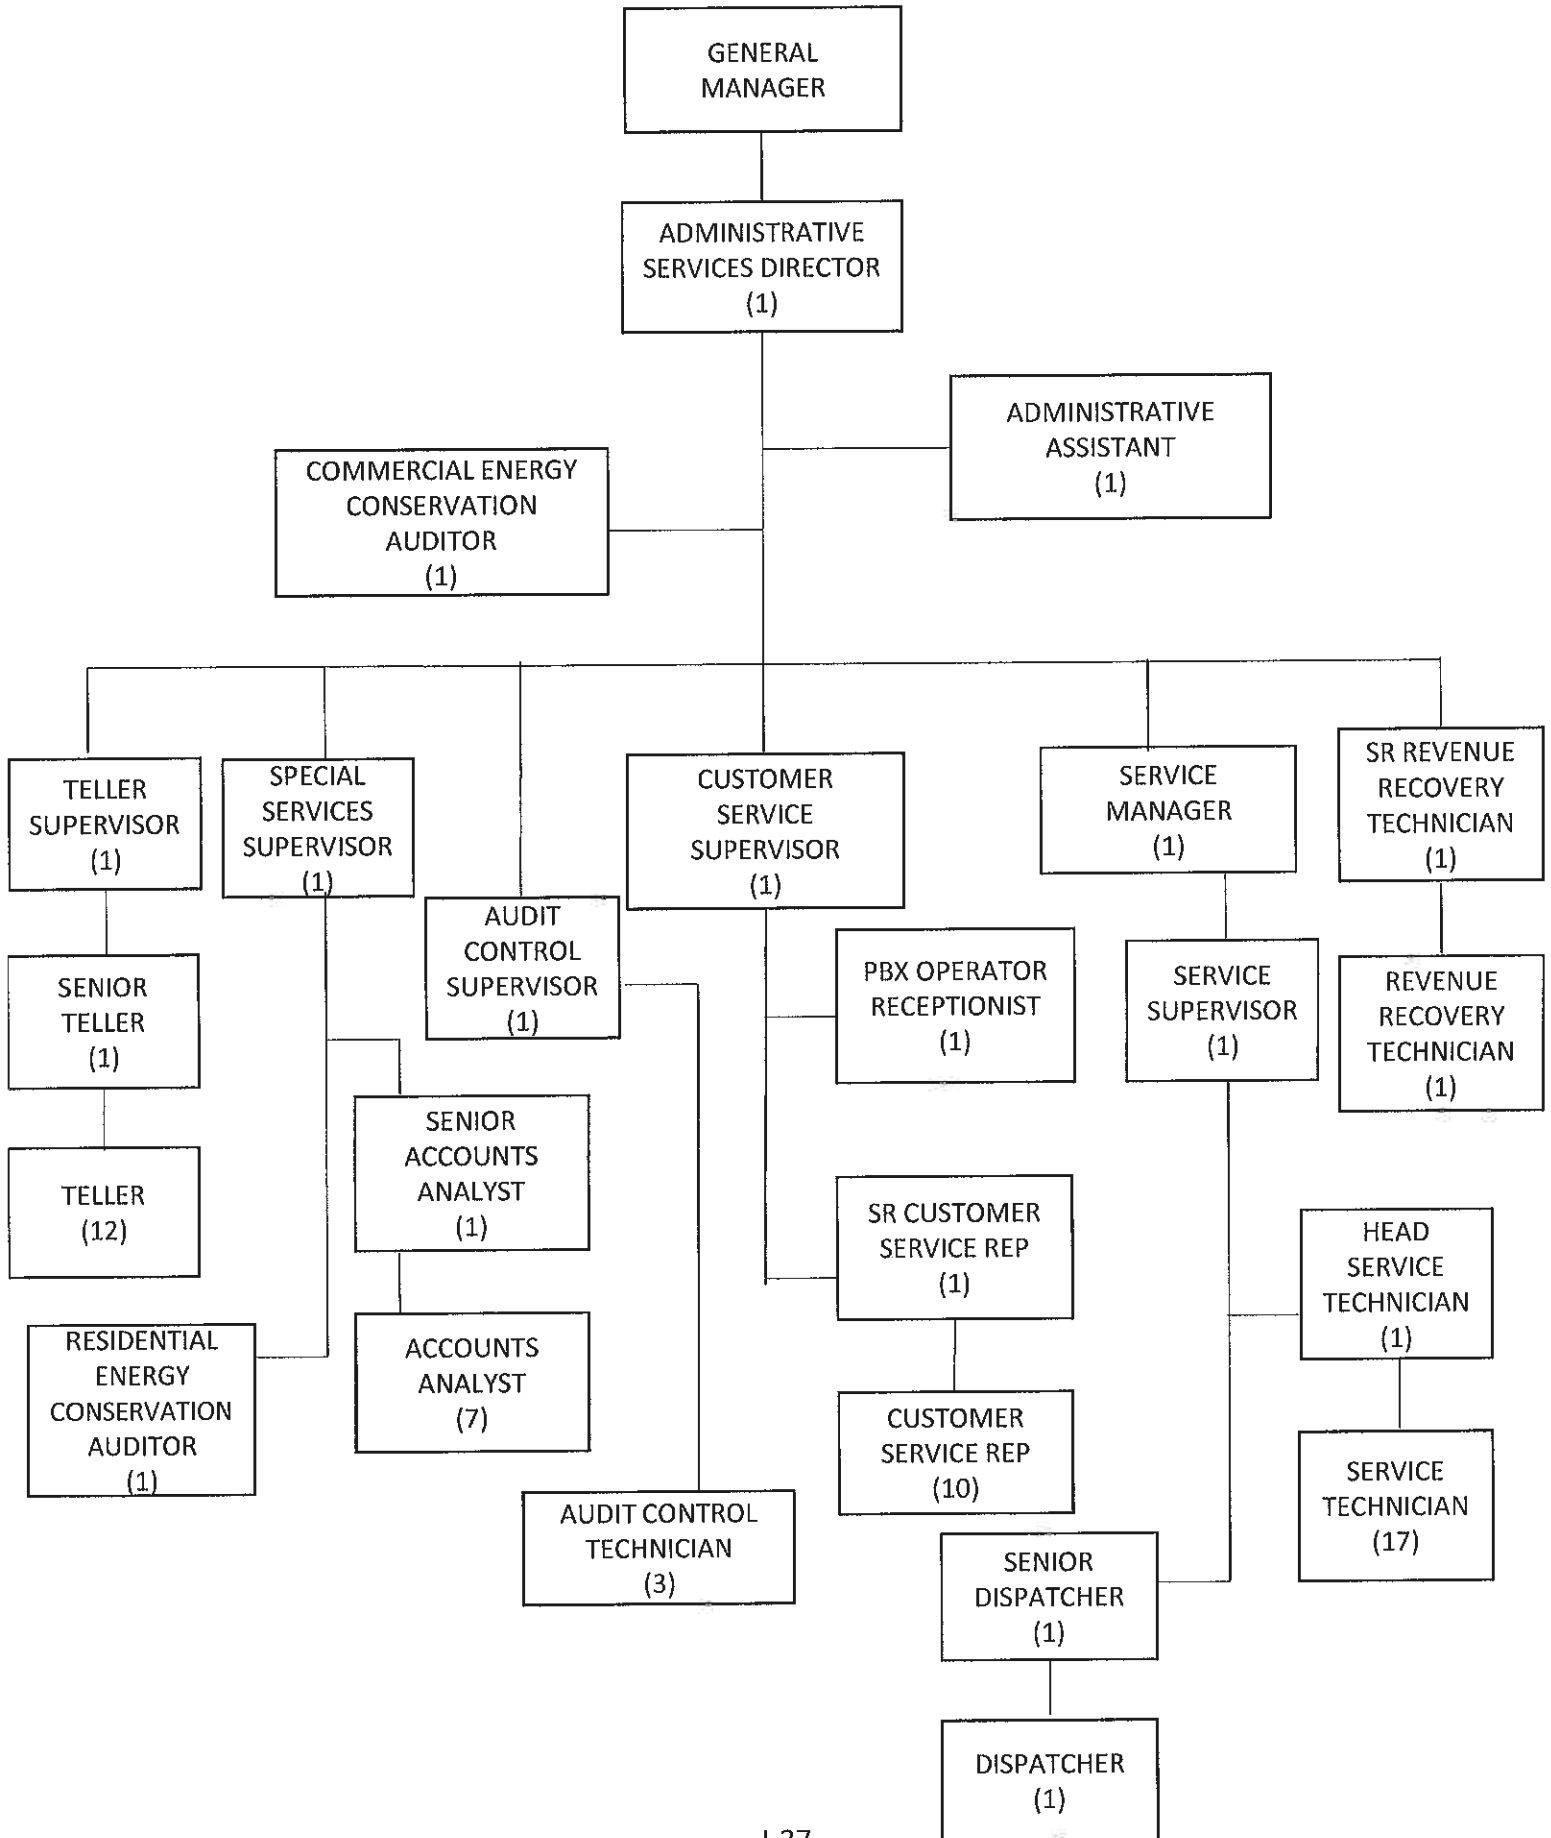 GENERAL
MANAGER
ADMINISTRATIVE
SERVICES DIRECTOR
(1)
ADMINISTRATIVE
ASSISTANT
(1)
COMMERCIAL ENERGY
CONSERVATION
AUDITOR
(1)
TELLER
SUPERVISOR
(1)
SENIOR
TELLER
(1)
TELLER
(12)
SPECIAL
SERVICES
SUPERVISOR
(1)
RESIDENTIAL
ENERGY
CONSERVATION
AUDITOR
(1)
SENIOR
ACCOUNTS
ANALYST
(1)
ACCOUNTS
ANALYST
(7)
AUDIT
CONTROL
SUPERVISOR
(1)
AUDIT CONTROL
TECHNICIAN
(3)
CUSTOMER
SERVICE
SUPERVISOR
(1)
PBX OPERATOR
RECEPTIONIST
(1)
SR CUSTOMER
SERVICE REP
(1)
CUSTOMER
SERVICE REP
(10)
SERVICE
MANAGER
(1)
SERVICE
SUPERVISOR
(1)
HEAD
SERVICE
TECHNICIAN
(1)
SERVICE
TECHNICIAN
(17)
SENIOR
DISPATCHER
(1)
DISPATCHER
(1)
SR REVENUE
RECOVERY
TECHNICIAN
(1)
REVENUE
RECOVERY
TECHNICIAN
(1)